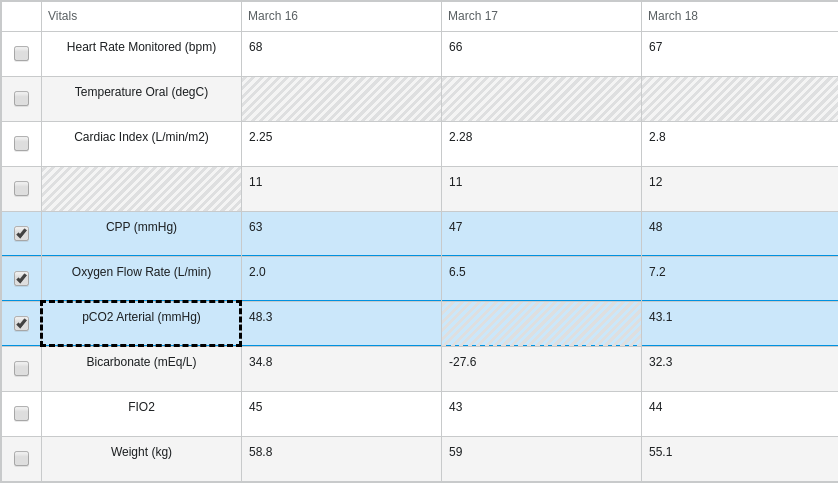 Vitals March 16 March 17 March 18
Heart Rate Monitored (bpm) 68 66 67
Temperature Oral (degC)
Cardiac Index (L/min/m2) 2.25 2.28 2.8
11 11 12
CPP (mmHg) 63 47 48
Oxygen Flow Rate (L/min) 2.0 6.5 7.2
pCO2 Arterial (mmHg) 48.3 43.1
Bicarbonate (mEq/L) 34.8 -27.6 32.3
FIO2 45 43 44
Weight (kg) 58.8 59 55.1